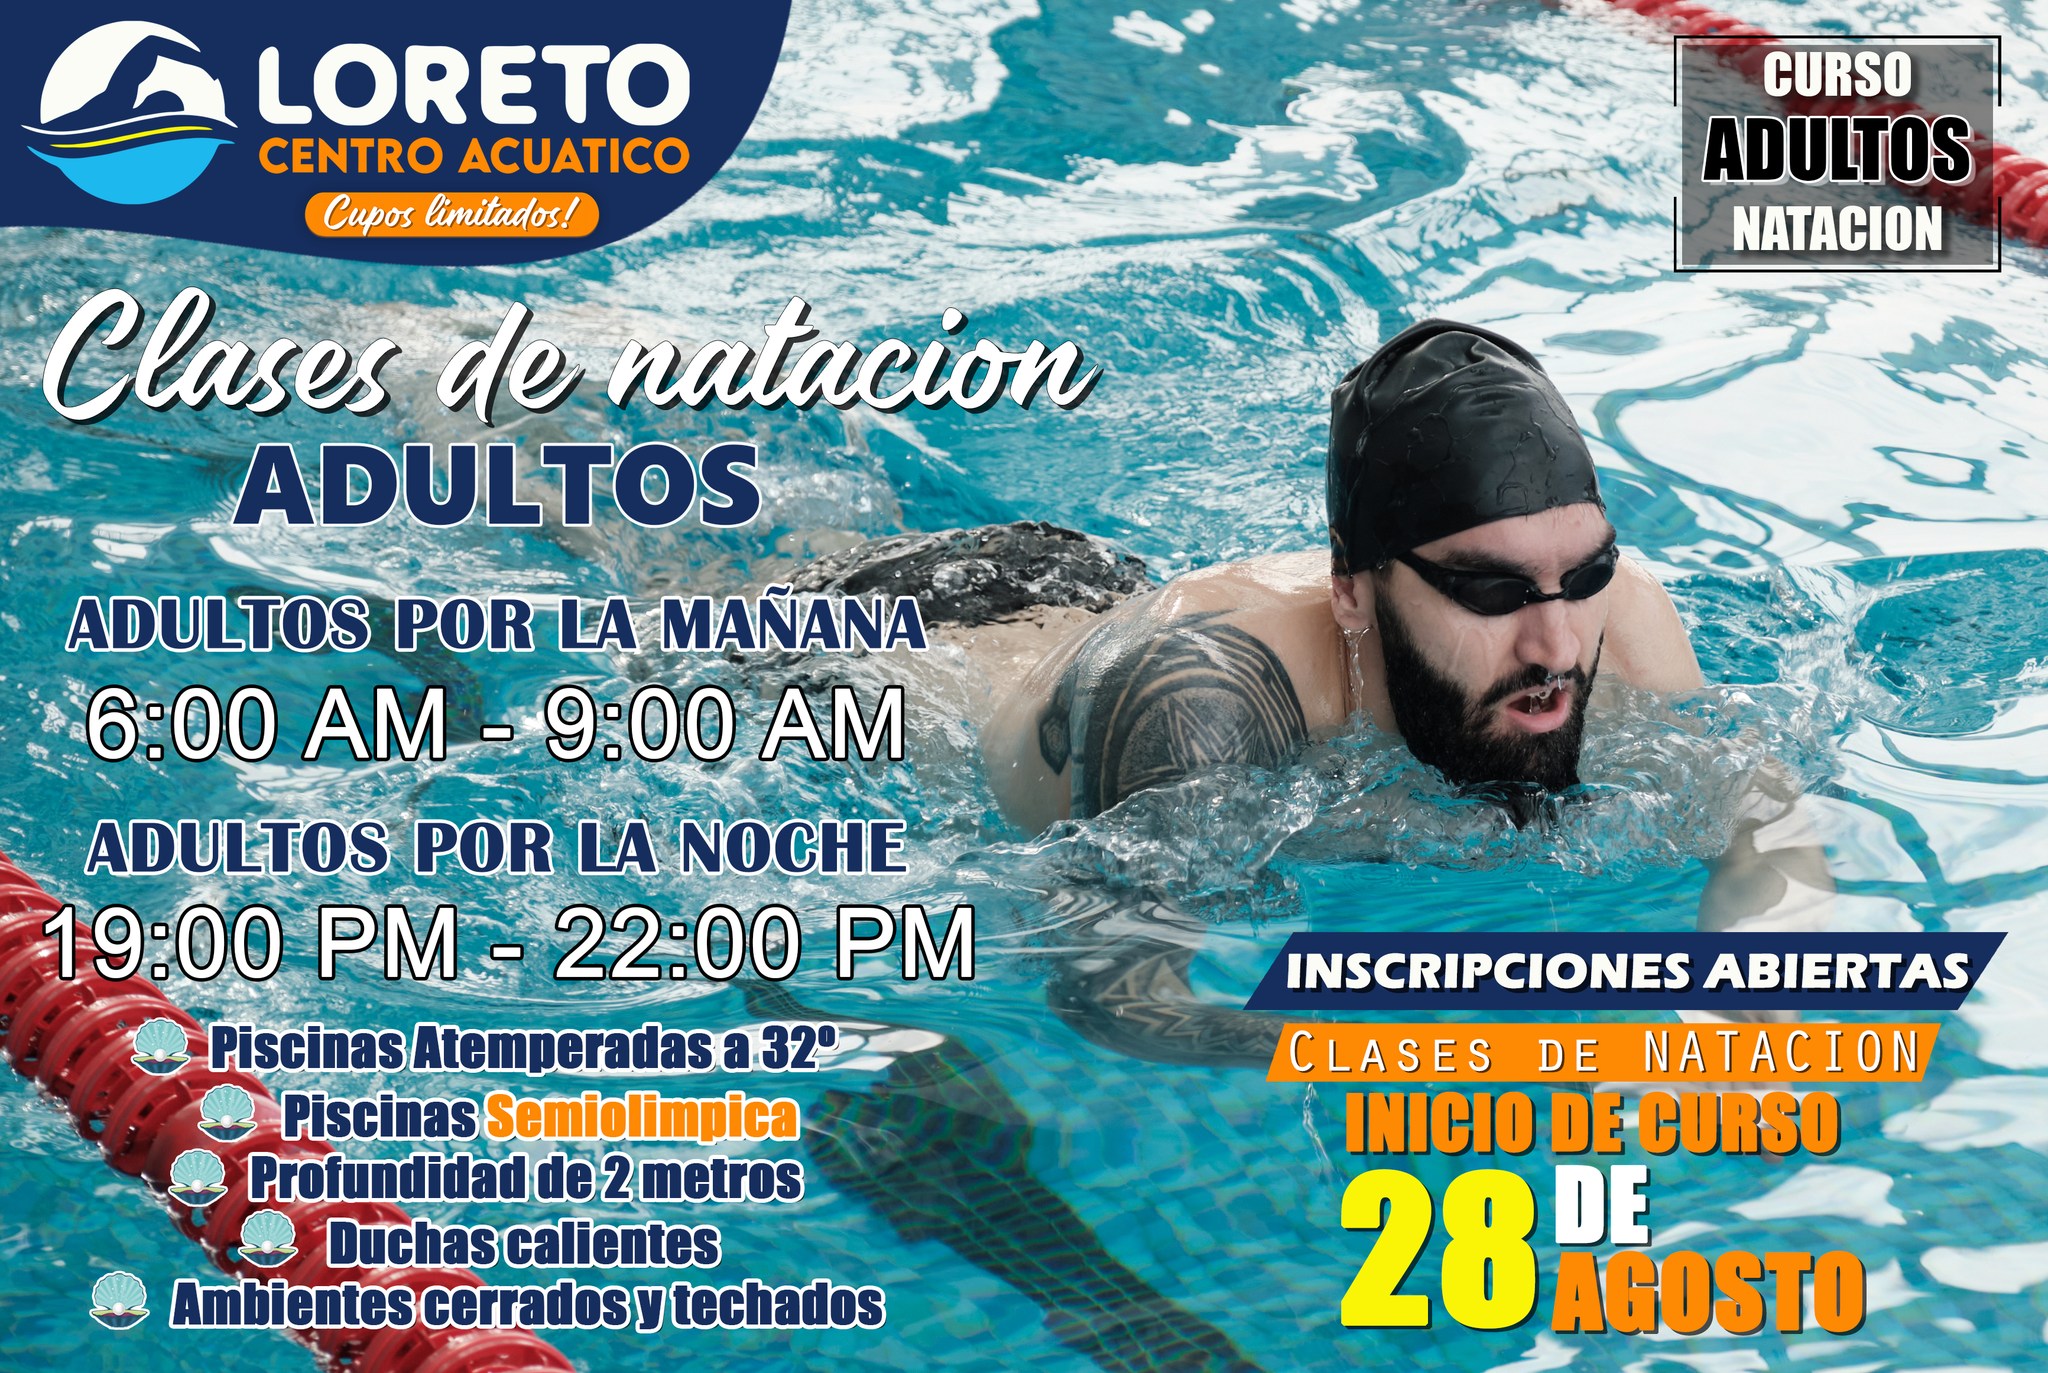 LORETO
CENTRO ACUATICO
Cupos limitados!
CURSO
ADULTOS
NATACION
Clases de natacion
ADULTOS
ADULTOS POR LA MAÑANA
6:00 AM - 9:00 AM
ADULTOS POR LA NOCHE
19:00 PM - 22:00 PM
Piscinas Atemperadas a 32º
Piscinas Semiolimpica
Profundidad de 2 metros
Duchas calientes
Ambientes cerrados y techados
INSCRIPCIONES ABIERTAS
CLASES DE NATACION
INICIO DE CURSO
28 DE
AGOSTO